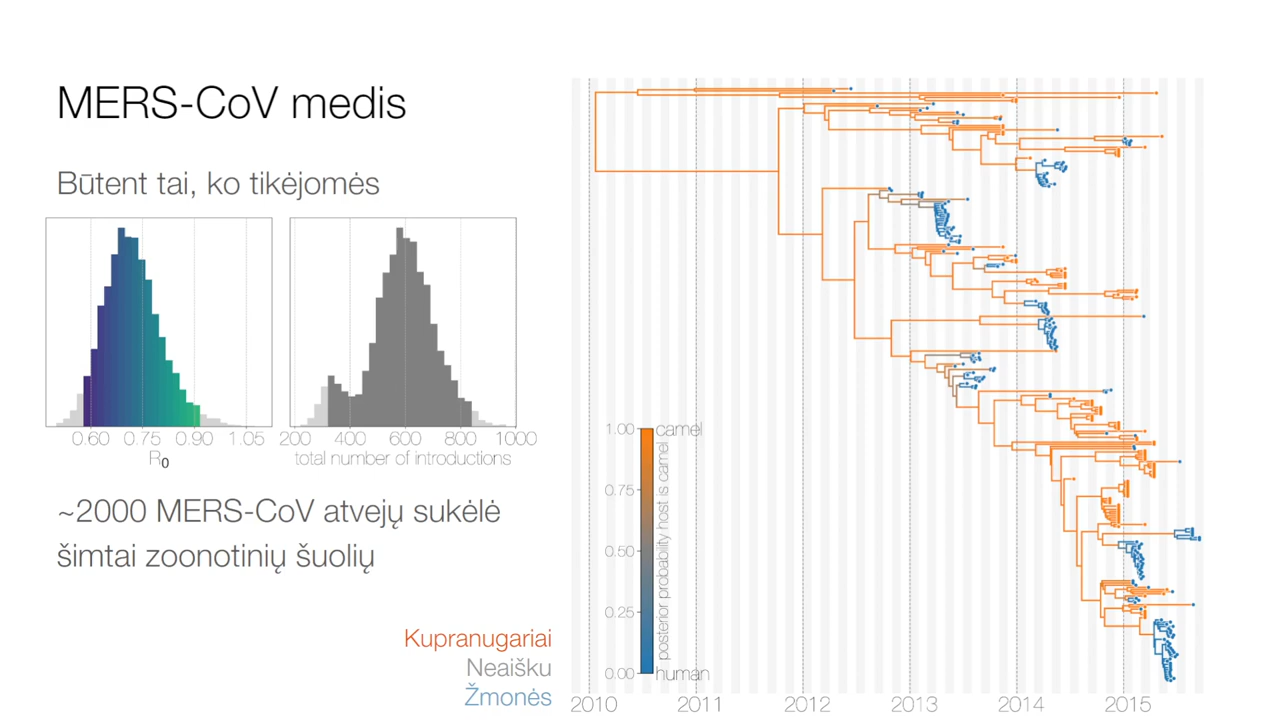 MERS-CoV medis
Būtent tai, ko tikėjomės
0.60 0.75 0.90 1.05
R0
200 400 600 800 1000
total number of introductions
~2000 MERS-CoV atvejų sukėlė
šimtai zoonotinių šuolių
Kupranugariai
Neaišku
Žmonės
1.00 camel
0.75
0.50
0.25
0.00 human
posterior probability host is camel
2010 2011 2012 2013 2014 2015